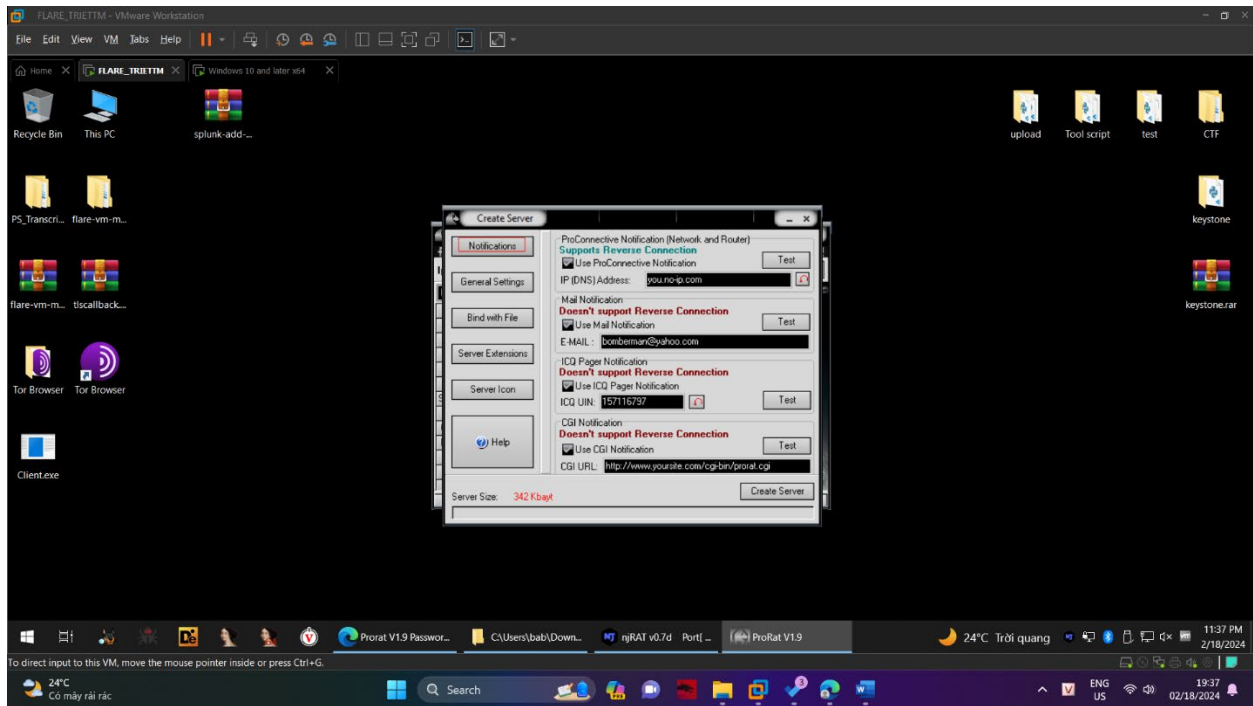 FLARE_TRIETTM - VMware Workstation
File Edit View VM Tabs Help
Home
FLARE_TRIETTM
Windows 10 and later x64
Recycle Bin
This PC
splunk-add-...
upload
Tool script
test
CTF
PS_Transcri...
flare-vm-m...
keystone
flare-vm-m...
tlscallback....
keystone.rar
Tor Browser
Tor Browser
Client.exe
Create Server
Notifications
General Settings
Bind with File
Server Extensions
Server Icon
Help
ProConnective Notification (Network and Router)
Supports Reverse Connection
Use ProConnective Notification
Test
IP (DNS) Address: you.no-ip.com
Mail Notification
Doesn't support Reverse Connection
Use Mail Notification
Test
E-MAIL : bomberman@yahoo.com
ICQ Pager Notification
Doesn't support Reverse Connection
Use ICQ Pager Notification
ICQ UIN: 157116797
Test
CGI Notification
Doesn't support Reverse Connection
Use CGI Notification
Test
CGI URL: http://www.yoursite.com/cgi-bin/prorat.cgi
Server Size: 342 Kbayt
Create Server
Prorat V1.9 Passwor...
C:\Users\bab\Down...
njRAT v0.7d Port[ ...
ProRat V1.9
24°C Trời quang
11:37 PM
2/18/2024
To direct input to this VM, move the mouse pointer inside or press Ctrl+G.
24°C
Có mây rải rác
Search
3
ENG
US
19:37
02/18/2024